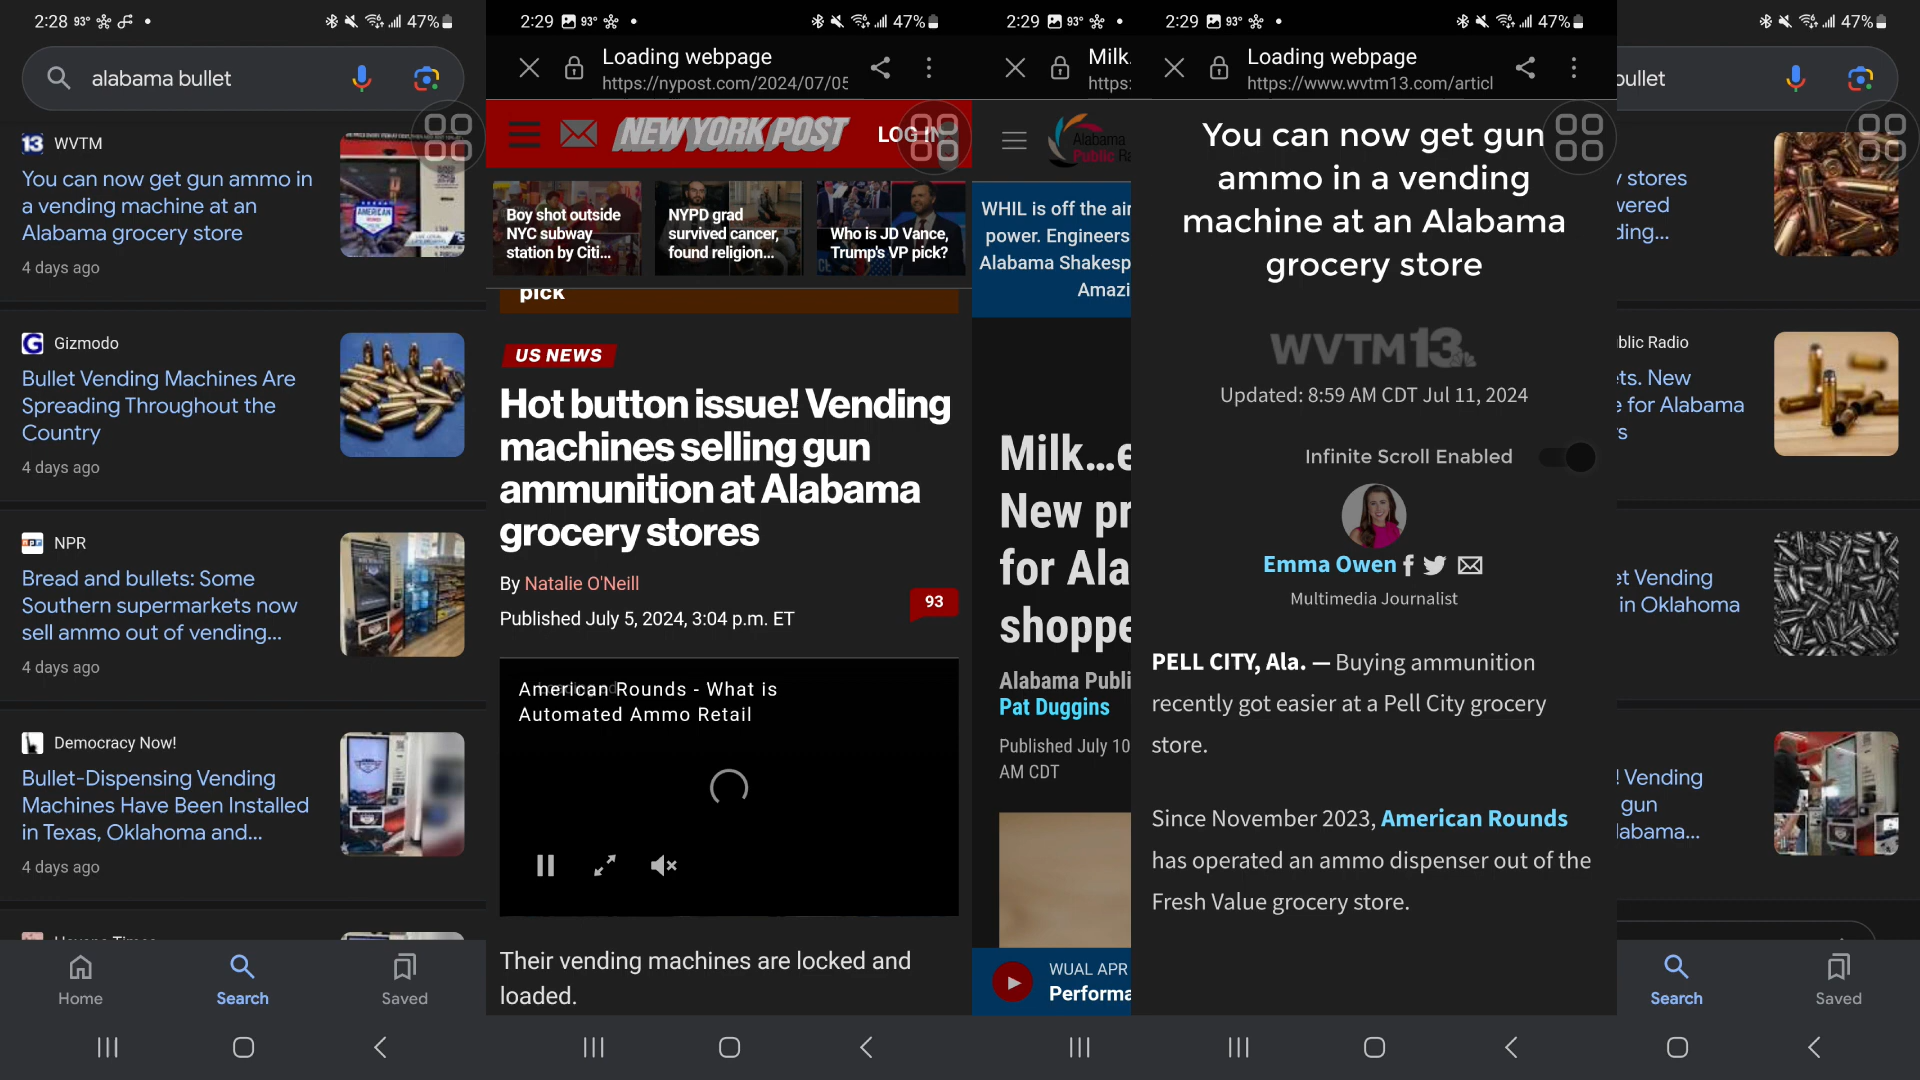 2:28 93°
47%
alabama bullet
13 WVTM
You can now get gun ammo in
a vending machine at an
Alabama grocery store
4 days ago
Gizmodo
Bullet Vending Machines Are
Spreading Throughout the
Country
4 days ago
NPR
Bread and bullets: Some
Southern supermarkets now
sell ammo out of vending...
4 days ago
Democracy Now!
Bullet-Dispensing Vending
Machines Have Been Installed
in Texas, Oklahoma and...
4 days ago
Home
Search
Saved
2:29 93°
47%
Loading webpage
https://nypost.com/2024/07/05
NEW YORK POST
LOG IN
Boy shot outside
NYC subway
station by Citi...
NYPD grad
survived cancer,
found religion...
Who is JD Vance,
Trump's VP pick?
pick
US NEWS
Hot button issue! Vending
machines selling gun
ammunition at Alabama
grocery stores
By Natalie O'Neill
Published July 5, 2024, 3:04 p.m. ET
93
American Rounds - What is
Automated Ammo Retail
Their vending machines are locked and
loaded.
2:29 93°
Milk.
https:
Alabama
Public Ra
WHIL is off the air
power. Engineers
Alabama Shakesp
Amazi
Milk...e
New pr
for Ala
shoppe
Alabama Publi
Pat Duggins
Published July 10
AM CDT
WUAL APR
Performa
2:29 93°
47%
Loading webpage
https://www.wvtm13.com/articl
You can now get gun
ammo in a vending
machine at an Alabama
grocery store
WVTM13
Updated: 8:59 AM CDT Jul 11, 2024
Infinite Scroll Enabled
Emma Owen
Multimedia Journalist
PELL CITY, Ala. — Buying ammunition
recently got easier at a Pell City grocery
store.
Since November 2023, American Rounds
has operated an ammo dispenser out of the
Fresh Value grocery store.
47%
bullet
y stores
wered
ding...
blic Radio
ets. New
e for Alabama
rs
et Vending
in Oklahoma
! Vending
gun
labama...
Search
Saved